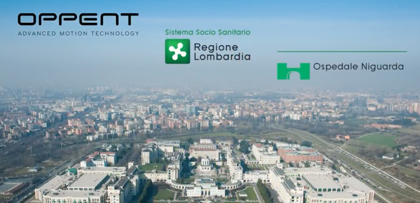 OPPENT
ADVANCED MOTION TECHNOLOGY
Sistema Socio Sanitario
Regione
Lombardia
Ospedale Niguarda